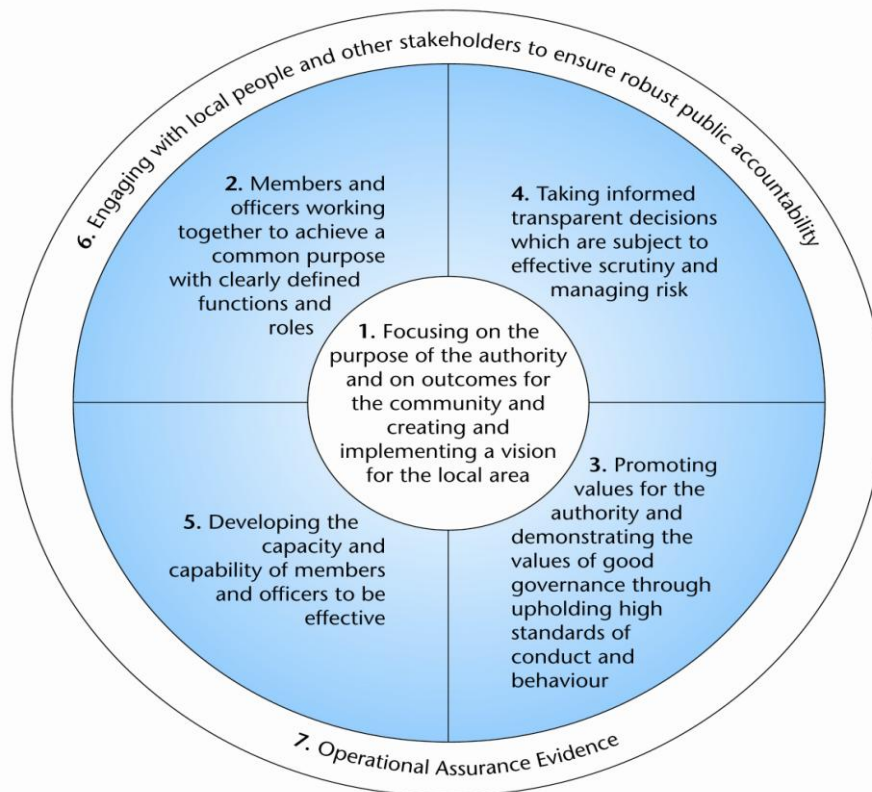 6. Engaging with local people and other stakeholders to ensure robust public accountability
2. Members and
officers working
together to achieve a
common purpose
with clearly defined
functions and
roles
4. Taking informed
transparent decisions
which are subject to
effective scrutiny and
managing risk
1. Focusing on the
purpose of the authority
and on outcomes for
the community and
creating and
implementing a vision
for the local area
5. Developing the
capacity and
capability of members
and officers to be
effective
3. Promoting
values for the
authority and
demonstrating the
values of good
governance through
upholding high
standards of
conduct and
behaviour
7. Operational Assurance Evidence